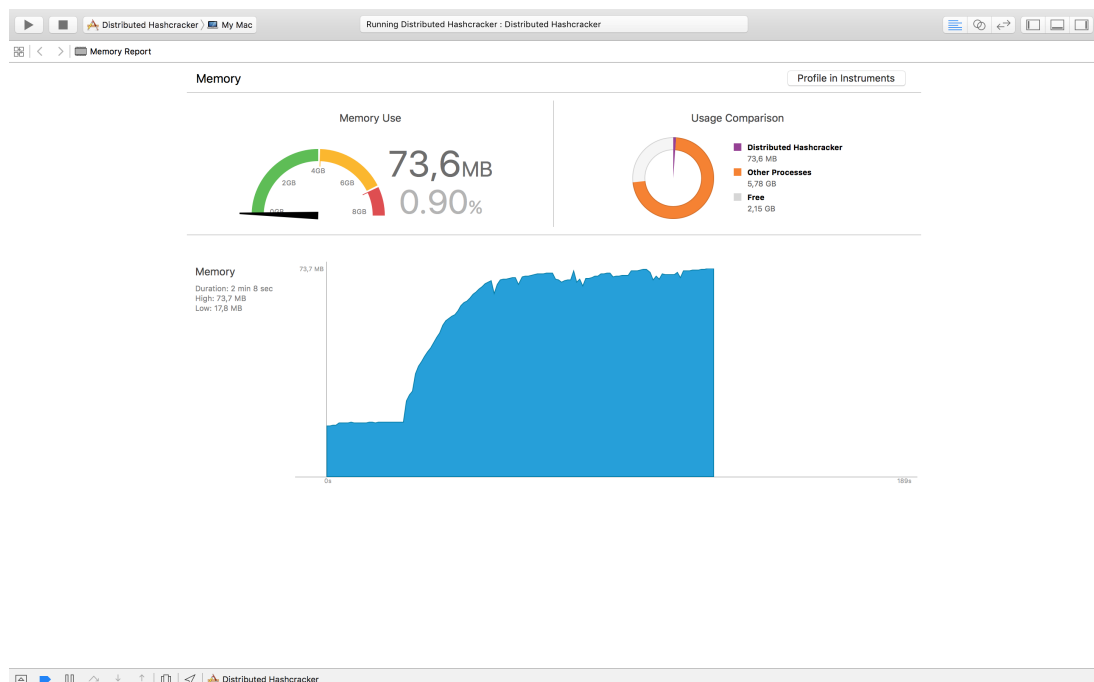 Distributed Hashcracker My Mac
Running Distributed Hashcracker : Distributed Hashcracker
Memory Report
Memory
Profile in Instruments
Memory Use
Usage Comparison
0GB
2GB
4GB
6GB
8GB
73,6MB
0.90%
Distributed Hashcracker
73,6 MB
Other Processes
5,78 GB
Free
2,15 GB
Memory
Duration: 2 min 8 sec
High: 73,7 MB
Low: 17,8 MB
73,7 MB
0s
189s
Distributed Hashcracker